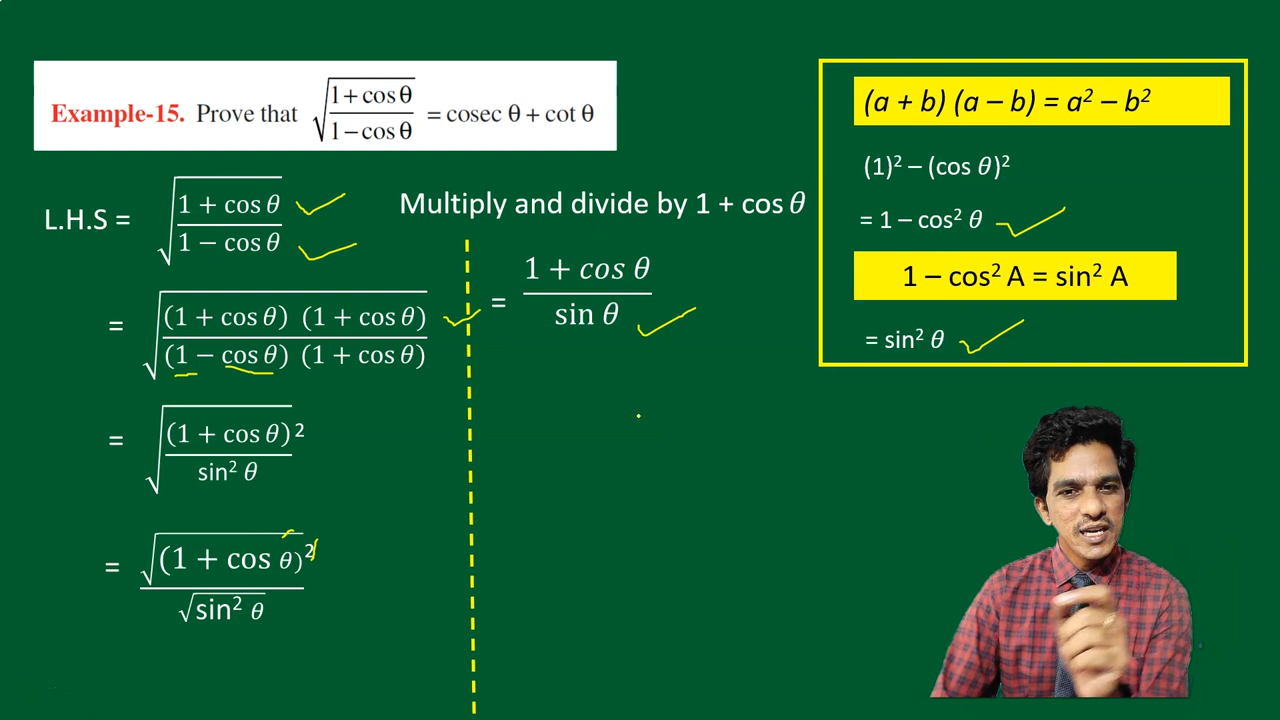 Example-15. Prove that √((1+cosθ)/(1−cosθ)) = cosec θ + cot θ
L.H.S = √((1 + cos θ)/(1 − cos θ))
= √((1 + cos θ) (1 + cos θ)/(1 − cos θ) (1 + cos θ))
= √((1 + cos θ)²/sin² θ)
= √(1 + cos θ)²/√sin² θ
Multiply and divide by 1 + cos θ
= (1 + cos θ)/(sin θ)
(a + b) (a – b) = a² – b²
(1)² – (cos θ)²
= 1 – cos² θ
1 – cos² A = sin² A
= sin² θ